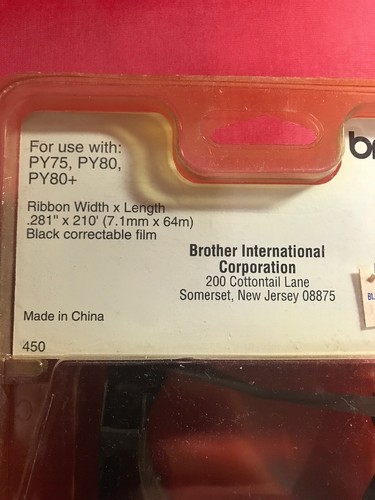 For use with:
PY75, PY80,
PY80+
Ribbon Width x Length
.281" x 210' (7.1mm x 64m)
Black correctable film
Brother International
Corporation
200 Cottontail Lane
Somerset, New Jersey 08875
Made in China
450